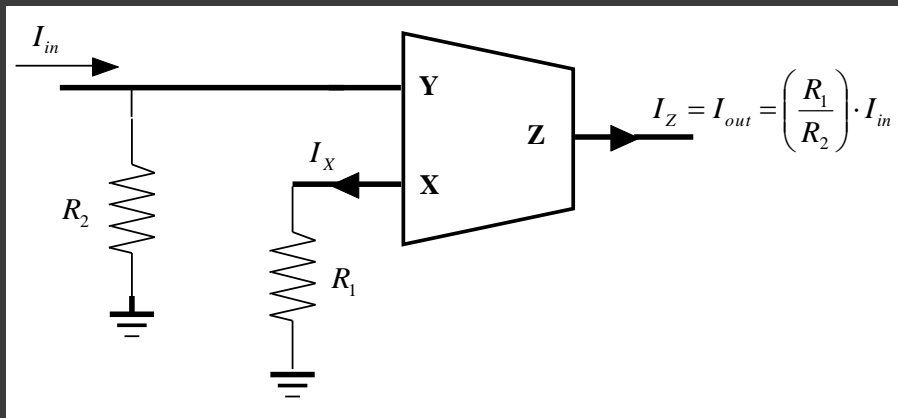 I_in
Y
I_Z = I_out = (R_1 / R_2) · I_in
Z
I_X
X
R_2
R_1